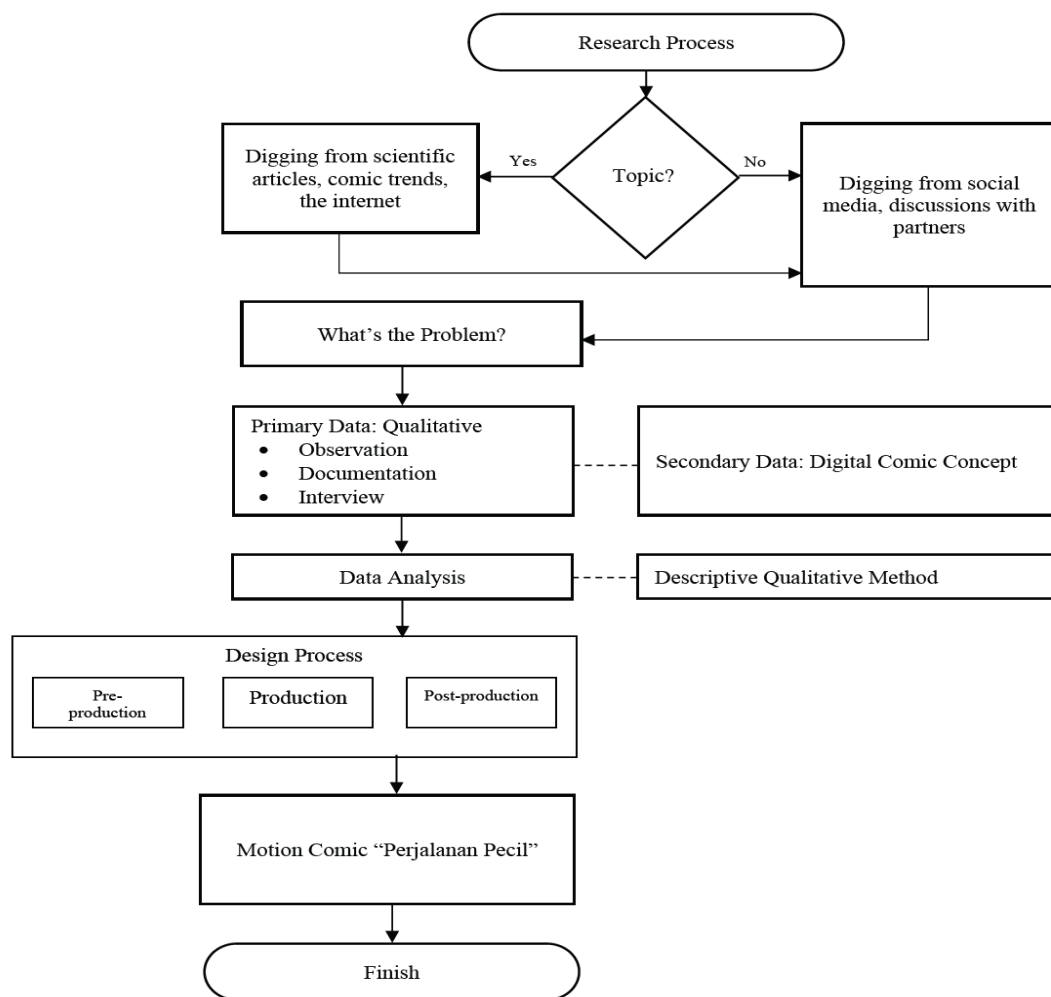 Research Process
Topic?
Yes
No
Digging from scientific
articles, comic trends,
the internet
Digging from social
media, discussions with
partners
What’s the Problem?
Primary Data: Qualitative
• Observation
• Documentation
• Interview
Secondary Data: Digital Comic Concept
Data Analysis
Descriptive Qualitative Method
Design Process
Pre-
production
Production
Post-production
Motion Comic “Perjalanan Pecil”
Finish